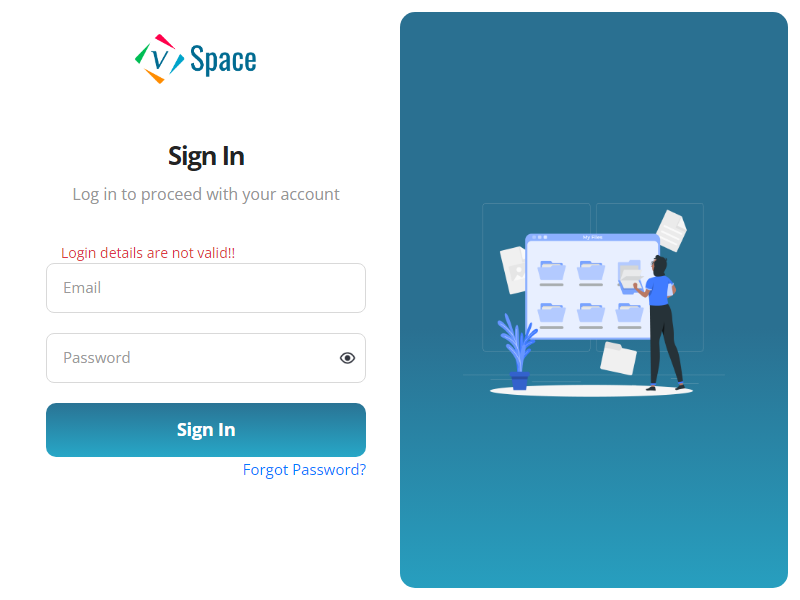 V Space
Sign In
Log in to proceed with your account
Login details are not valid!!
Email
Password
Sign In
Forgot Password?
My Files